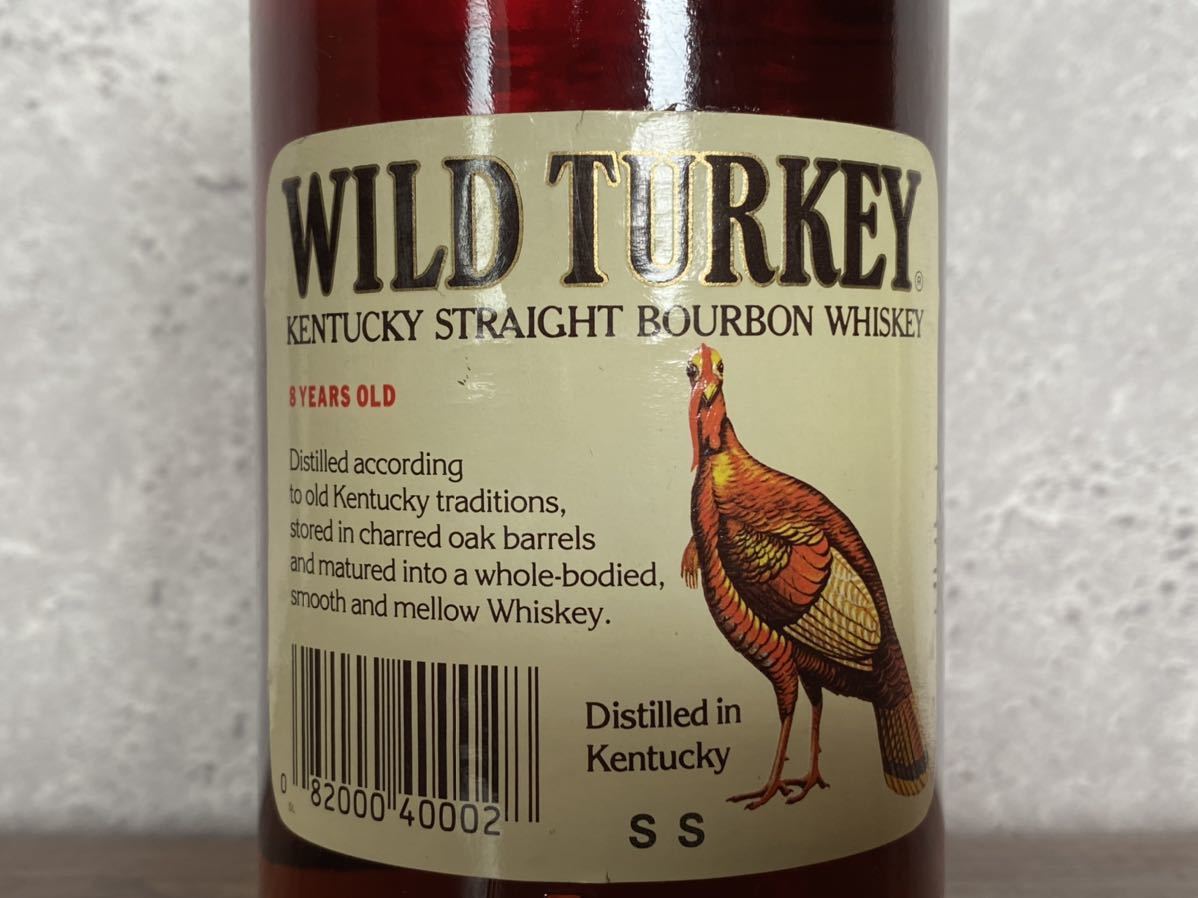 WILD TURKEY®
KENTUCKY STRAIGHT BOURBON WHISKEY
8 YEARS OLD
Distilled according
to old Kentucky traditions,
stored in charred oak barrels
and matured into a whole-bodied,
smooth and mellow Whiskey.
0 82000 40002
Distilled in
Kentucky
S S